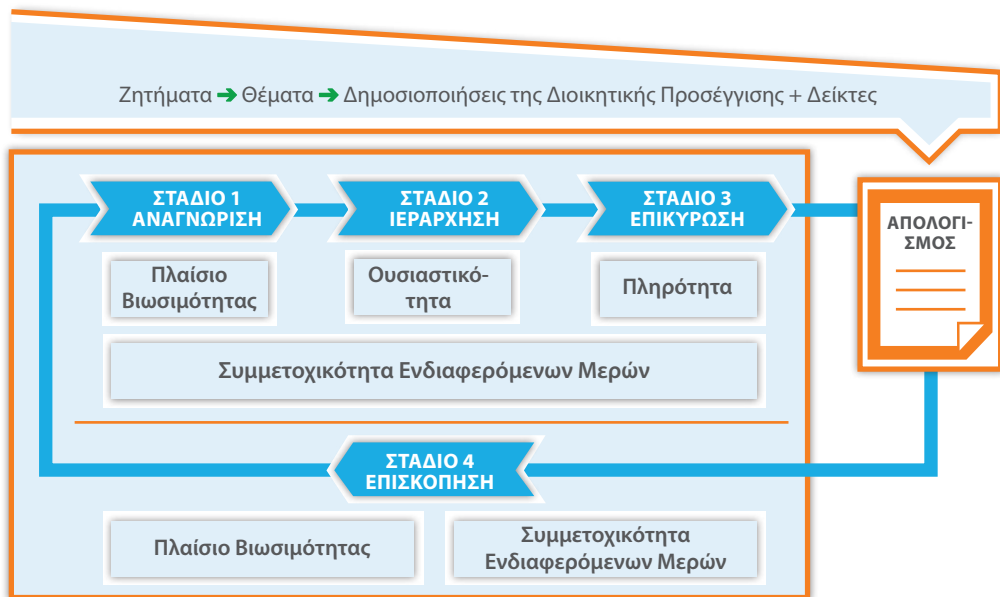 Ζητήματα ➔ Θέματα ➔ Δημοσιοποιήσεις της Διοικητικής Προσέγγισης + Δείκτες
ΣΤΑΔΙΟ 1
ΑΝΑΓΝΩΡΙΣΗ
ΣΤΑΔΙΟ 2
ΙΕΡΑΡΧΗΣΗ
ΣΤΑΔΙΟ 3
ΕΠΙΚΥΡΩΣΗ
ΑΠΟΛΟΓΙ-
ΣΜΟΣ
Πλαίσιο
Βιωσιμότητας
Ουσιαστικό-
τητα
Πληρότητα
Συμμετοχικότητα Ενδιαφερόμενων Μερών
ΣΤΑΔΙΟ 4
ΕΠΙΣΚΟΠΗΣΗ
Πλαίσιο Βιωσιμότητας
Συμμετοχικότητα
Ενδιαφερόμενων Μερών